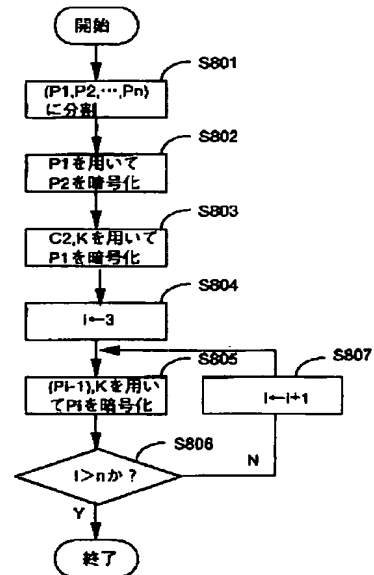 開始
S801
(P1,P2,…,Pn)
に分割
S802
P1を用いて
P2を暗号化
S803
C2,Kを用いて
P1を暗号化
S804
i←3
S805
(Pi-1),Kを用い
てPiを暗号化
S807
i←i+1
S806
i>nか?
N
Y
終了